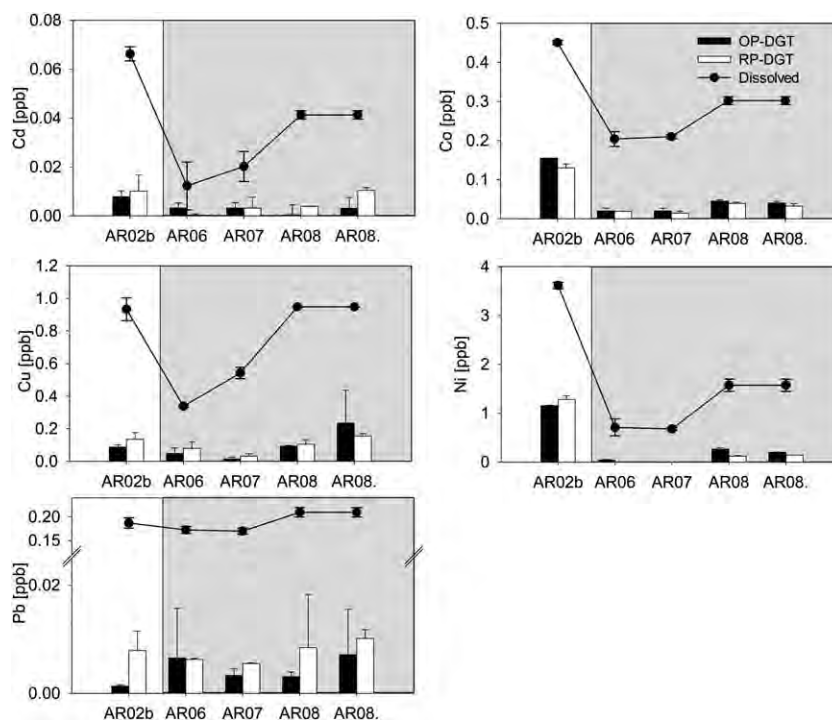 Cd [ppb]
0.08
0.06
0.04
0.02
0.00
AR02b AR06 AR07 AR08 AR08.
Co [ppb]
0.5
0.4
0.3
0.2
0.1
0.0
OP-DGT
RP-DGT
Dissolved
AR02b AR06 AR07 AR08 AR08.
Cu [ppb]
1.2
1.0
0.8
0.6
0.4
0.2
0.0
AR02b AR06 AR07 AR08 AR08.
Ni [ppb]
4
3
2
1
0
AR02b AR06 AR07 AR08 AR08.
Pb [ppb]
0.20
0.15
0.02
0.00
AR02b AR06 AR07 AR08 AR08.